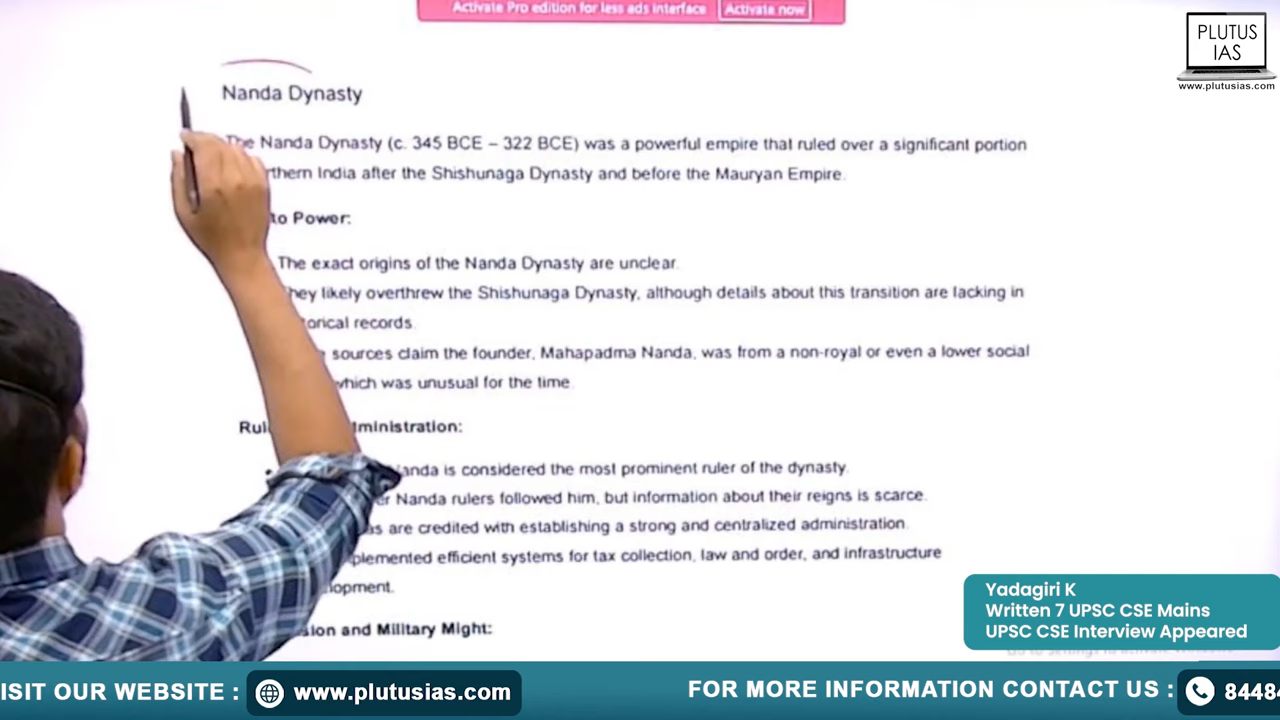 Activate Pro edition for less ads interface Activate now
PLUTUS
IAS
www.plutusias.com
Nanda Dynasty
The Nanda Dynasty (c. 345 BCE – 322 BCE) was a powerful empire that ruled over a significant portion
rthern India after the Shishunaga Dynasty and before the Mauryan Empire.
to Power:
The exact origins of the Nanda Dynasty are unclear.
hey likely overthrew the Shishunaga Dynasty, although details about this transition are lacking in
orical records.
sources claim the founder, Mahapadma Nanda, was from a non-royal or even a lower social
which was unusual for the time
Rul ministration:
Nanda is considered the most prominent ruler of the dynasty.
er Nanda rulers followed him, but information about their reigns is scarce.
as are credited with establishing a strong and centralized administration.
plemented efficient systems for tax collection, law and order, and infrastructure
lopment.
sion and Military Might:
Yadagiri K
Written 7 UPSC CSE Mains
UPSC CSE Interview Appeared
ISIT OUR WEBSITE : www.plutusias.com
FOR MORE INFORMATION CONTACT US : 8448